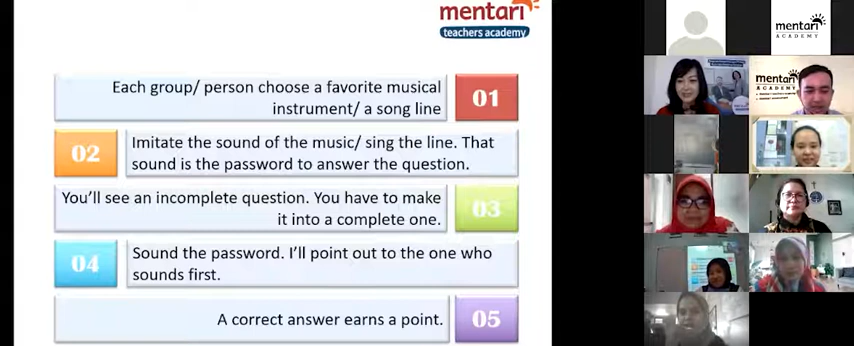 mentari
teachers academy
Each group/ person choose a favorite musical
instrument/ a song line
01
02
Imitate the sound of the music/ sing the line. That
sound is the password to answer the question.
You'll see an incomplete question. You have to make
it into a complete one.
03
04
Sound the password. I'll point out to the one who
sounds first.
A correct answer earns a point.
05
mentari
ACADEMY
mentari
ACADEMY